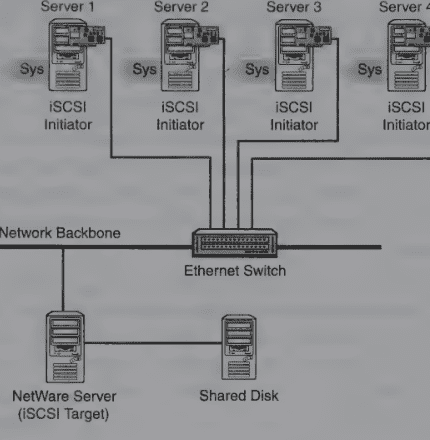 Server 1
Server 2
Server 3
Server 4
Sys
Sys
Sys
Sys
iSCSI
Initiator
iSCSI
Initiator
iSCSI
Initiator
iSCSI
Initiator
Network Backbone
Ethernet Switch
NetWare Server
(iSCSI Target)
Shared Disk